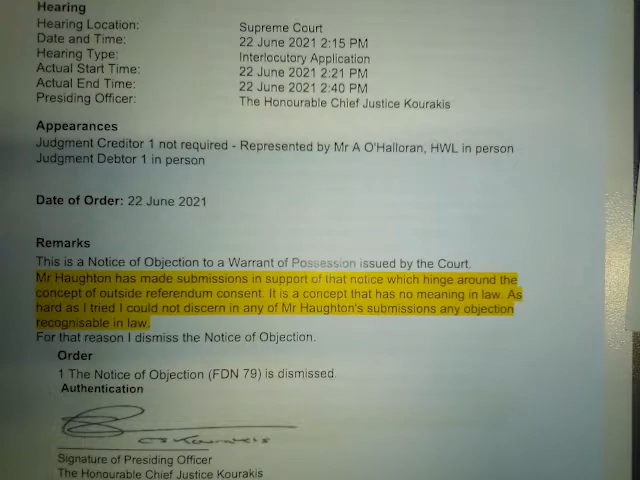 Hearing
Hearing Location: Supreme Court
Date and Time: 22 June 2021 2:15 PM
Hearing Type: Interlocutory Application
Actual Start Time: 22 June 2021 2:21 PM
Actual End Time: 22 June 2021 2:40 PM
Presiding Officer: The Honourable Chief Justice Kourakis
Appearances
Judgment Creditor 1 not required - Represented by Mr A O'Halloran, HWL in person
Judgment Debtor 1 in person
Date of Order: 22 June 2021
Remarks
This is a Notice of Objection to a Warrant of Possession issued by the Court.
Mr Haughton has made submissions in support of that notice which hinge around the
concept of outside referendum consent. It is a concept that has no meaning in law. As
hard as I tried I could not discern in any of Mr Haughton's submissions any objection
recognisable in law.
For that reason I dismiss the Notice of Objection.
Order
1 The Notice of Objection (FDN 79) is dismissed.
Authentication
CS Kourakis
Signature of Presiding Officer
The Honourable Chief Justice Kourakis